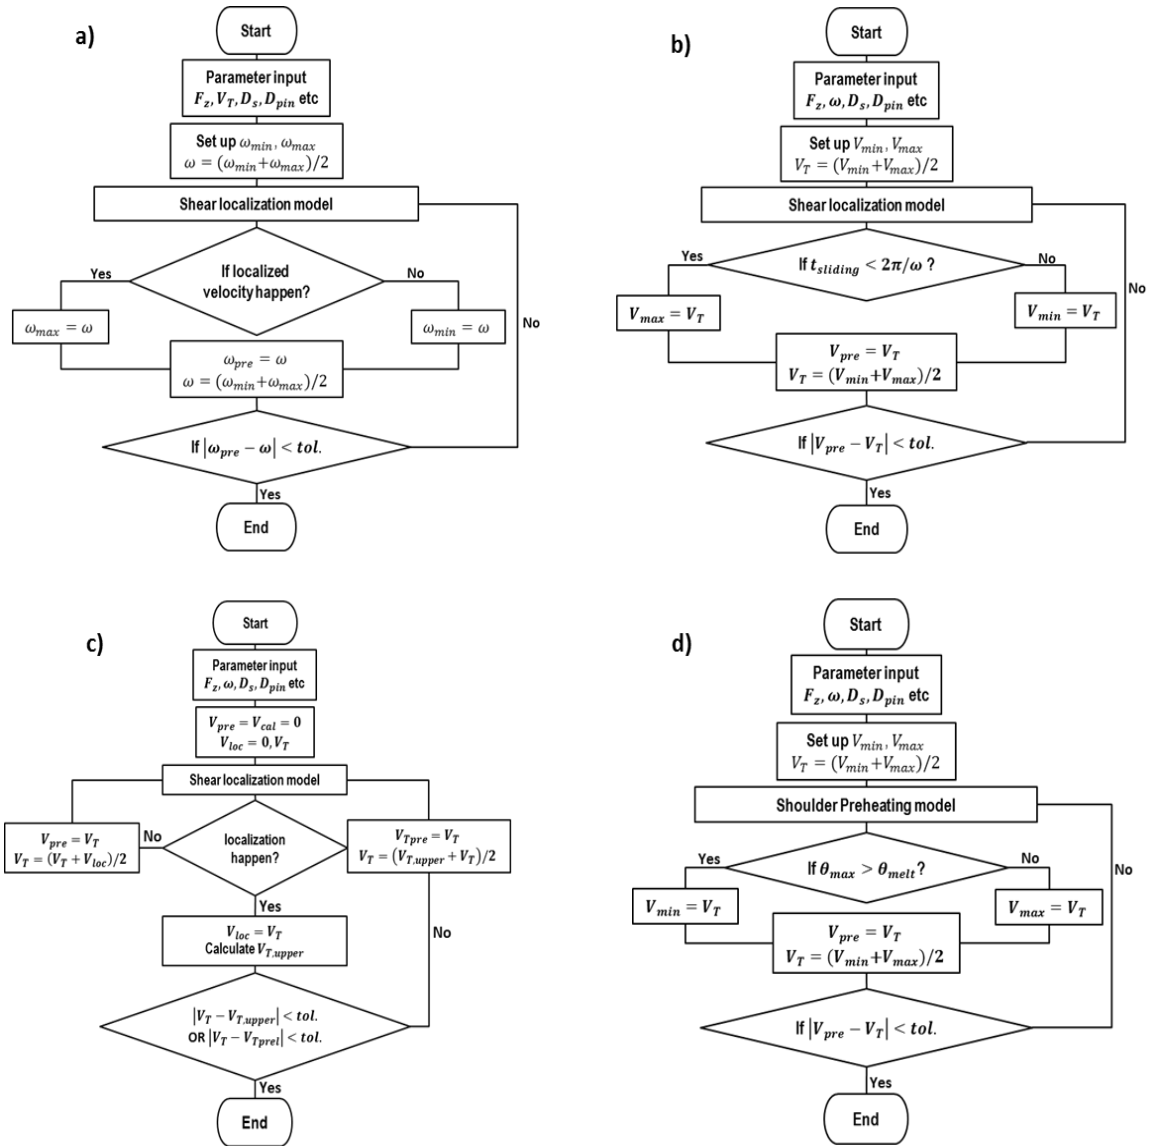 a)
Start
Parameter input
F_z, V_T, D_s, D_pin etc
Set up ω_min, ω_max
ω = (ω_min+ω_max)/2
Shear localization model
If localized
velocity happen?
Yes
No
ω_max = ω
ω_min = ω
No
ω_pre = ω
ω = (ω_min+ω_max)/2
If |ω_pre − ω| < tol.
Yes
End
b)
Start
Parameter input
F_z, ω, D_s, D_pin etc
Set up V_min, V_max
V_T = (V_min+V_max)/2
Shear localization model
If t_sliding < 2π/ω ?
Yes
No
V_max = V_T
V_min = V_T
No
V_pre = V_T
V_T = (V_min+V_max)/2
If |V_pre − V_T| < tol.
Yes
End
c)
Start
Parameter input
F_z, ω, D_s, D_pin etc
V_pre = V_cal = 0
V_loc = 0, V_T
Shear localization model
V_pre = V_T
V_T = (V_T + V_loc)/2
No
localization
happen?
V_Tpre = V_T
V_T = (V_T,upper + V_T)/2
Yes
V_loc = V_T
Calculate V_T,upper
No
|V_T − V_T,upper| < tol.
OR |V_T − V_Tprel| < tol.
Yes
End
d)
Start
Parameter input
F_z, ω, D_s, D_pin etc
Set up V_min, V_max
V_T = (V_min+V_max)/2
Shoulder Preheating model
If θ_max > θ_melt?
Yes
No
V_min = V_T
V_max = V_T
No
V_pre = V_T
V_T = (V_min+V_max)/2
If |V_pre − V_T| < tol.
Yes
End